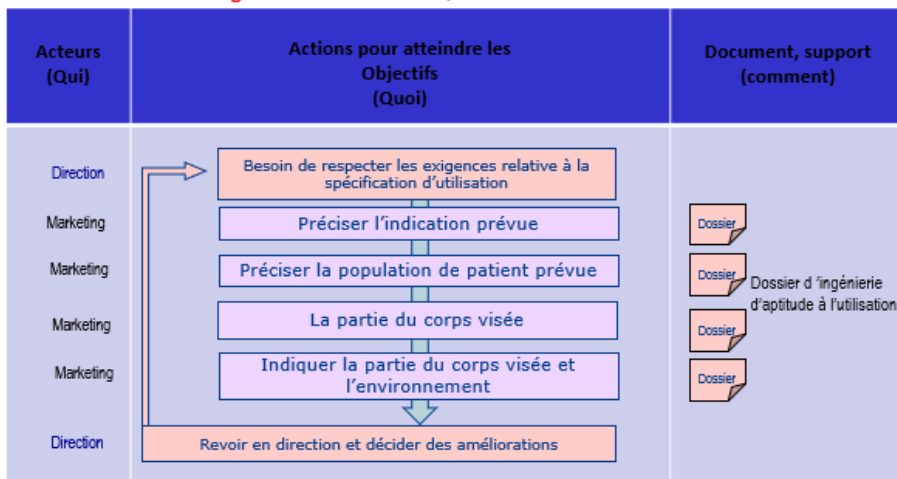 Acteurs
(Qui)
Actions pour atteindre les
Objectifs
(Quoi)
Document, support
(comment)
Direction
Besoin de respecter les exigences relative à la
spécification d'utilisation
Marketing
Préciser l'indication prévue
Dossier
Marketing
Préciser la population de patient prévue
Dossier
Dossier d 'ingénierie
d'aptitude à l'utilisation
Marketing
La partie du corps visée
Dossier
Marketing
Indiquer la partie du corps visée et
l'environnement
Dossier
Direction
Revoir en direction et décider des améliorations